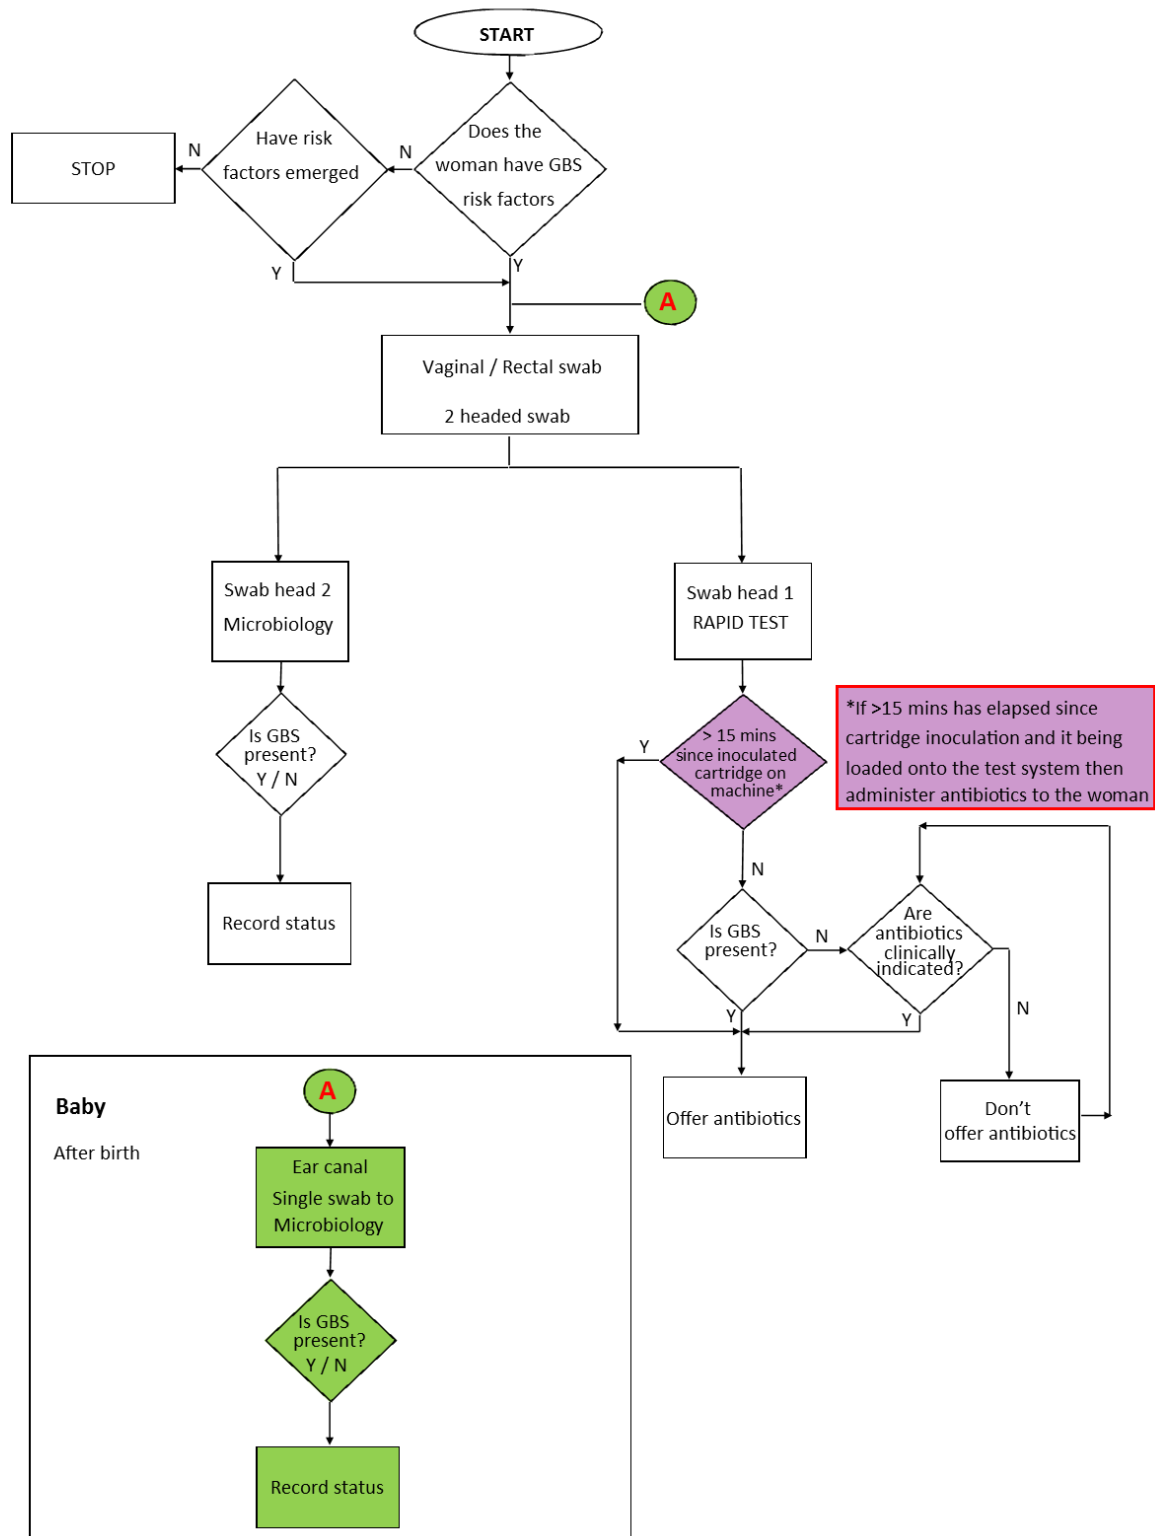 START
Does the
woman have GBS
risk factors
N
Have risk
factors emerged
N
STOP
Y
Y
A
Vaginal / Rectal swab
2 headed swab
Swab head 2
Microbiology
Is GBS
present?
Y / N
Record status
Swab head 1
RAPID TEST
> 15 mins
since inoculated
cartridge on
machine*
Y
*If >15 mins has elapsed since
cartridge inoculation and it being
loaded onto the test system then
administer antibiotics to the woman
N
Is GBS
present?
N
Are
antibiotics
clinically
indicated?
Y
Y
N
Offer antibiotics
Don’t
offer antibiotics
Baby
After birth
A
Ear canal
Single swab to
Microbiology
Is GBS
present?
Y / N
Record status